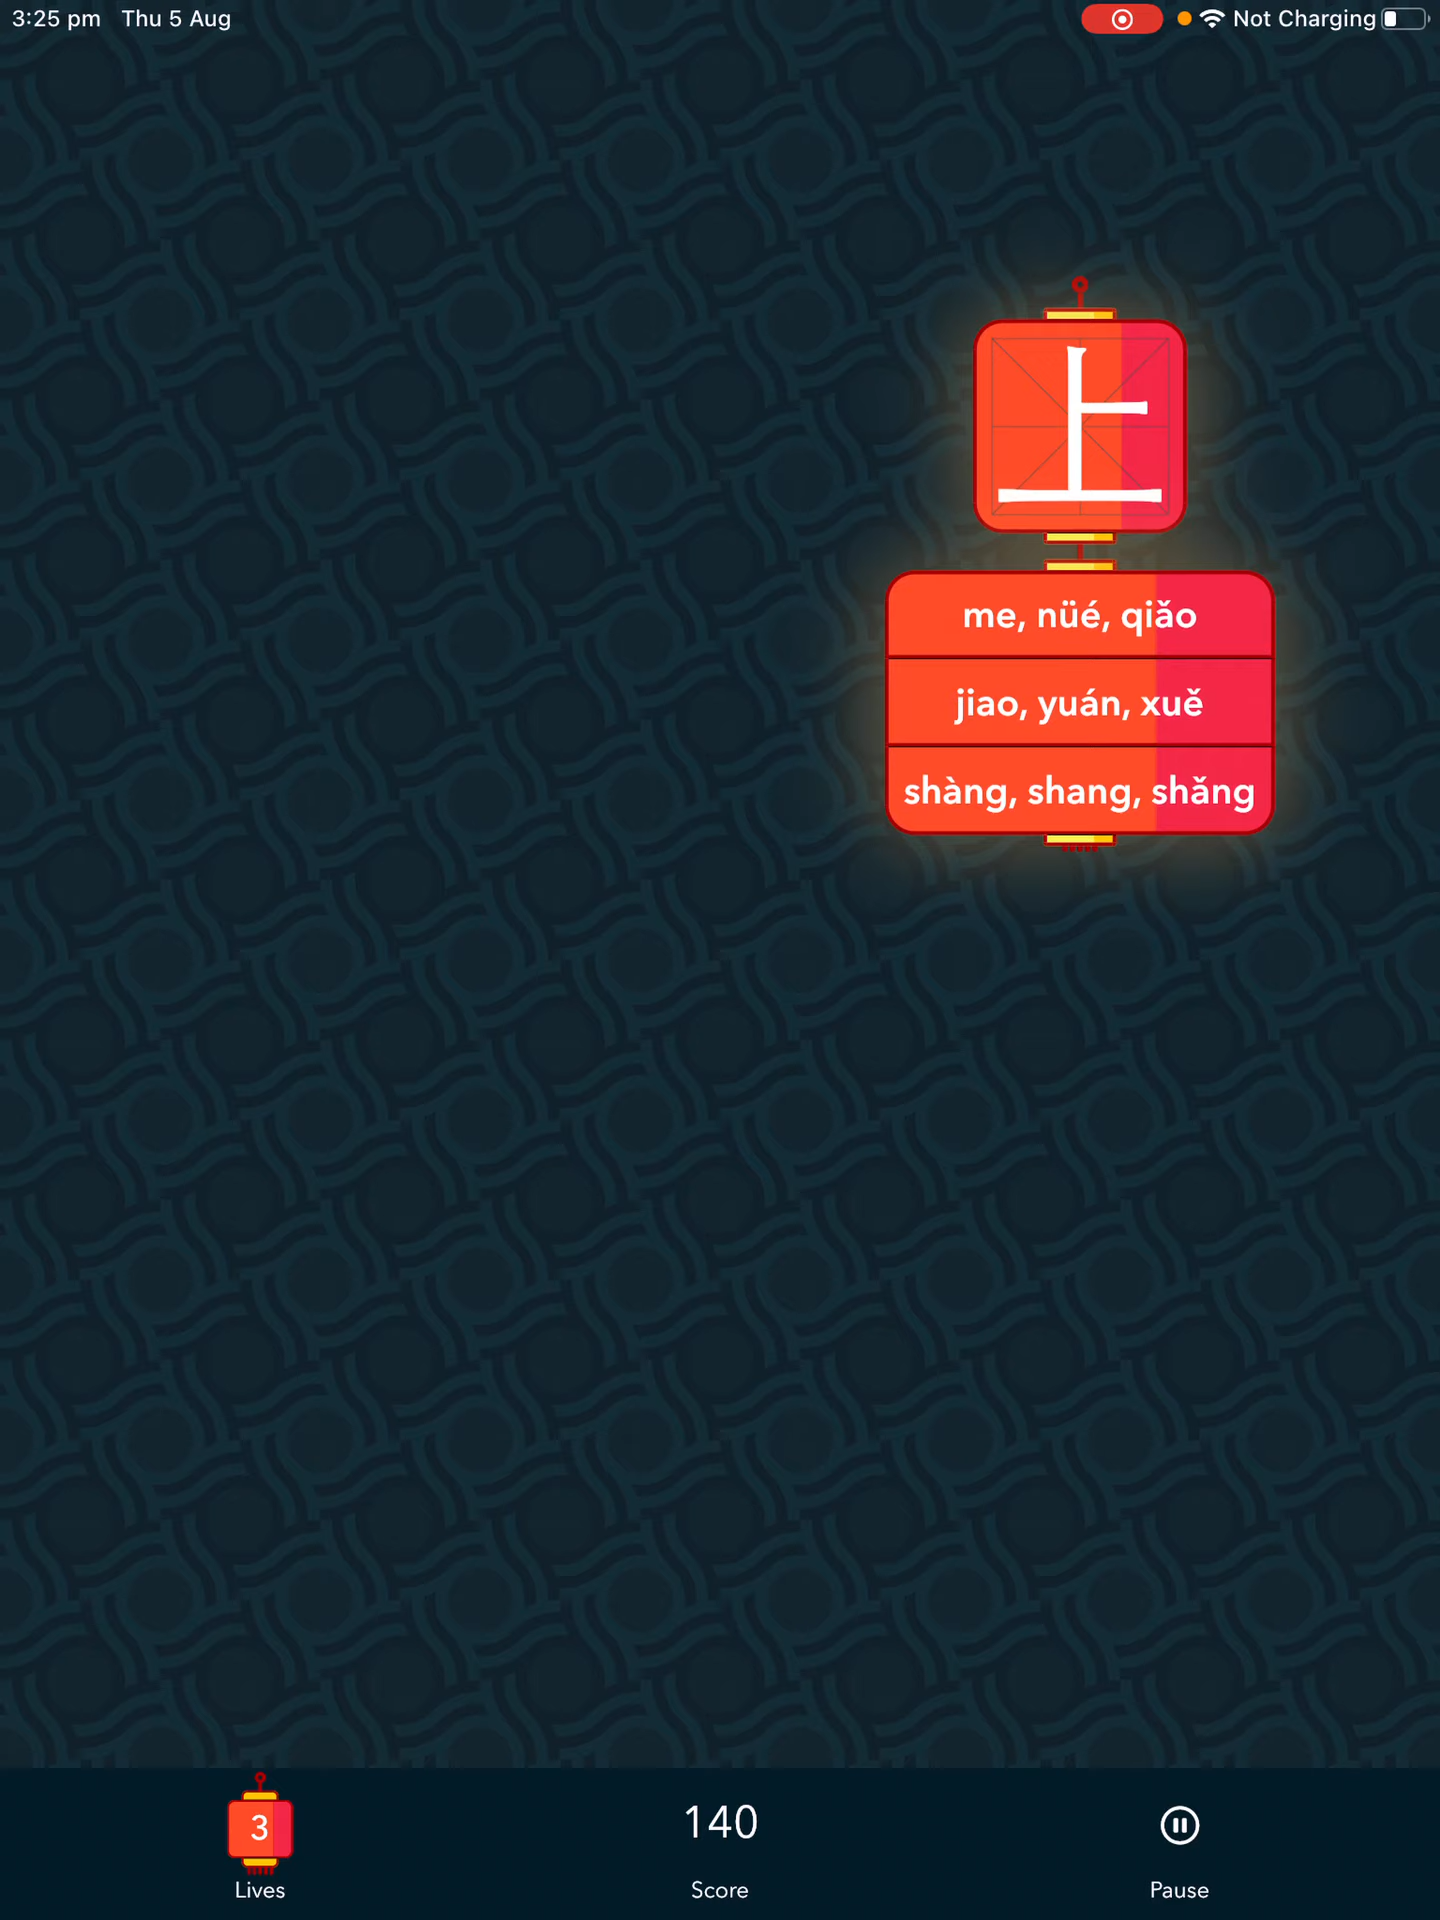 3:25 pm Thu 5 Aug Not Charging
上
me, nüé, qiǎo
jiao, yuán, xuě
shàng, shang, shǎng
3
Lives
140
Score
Pause